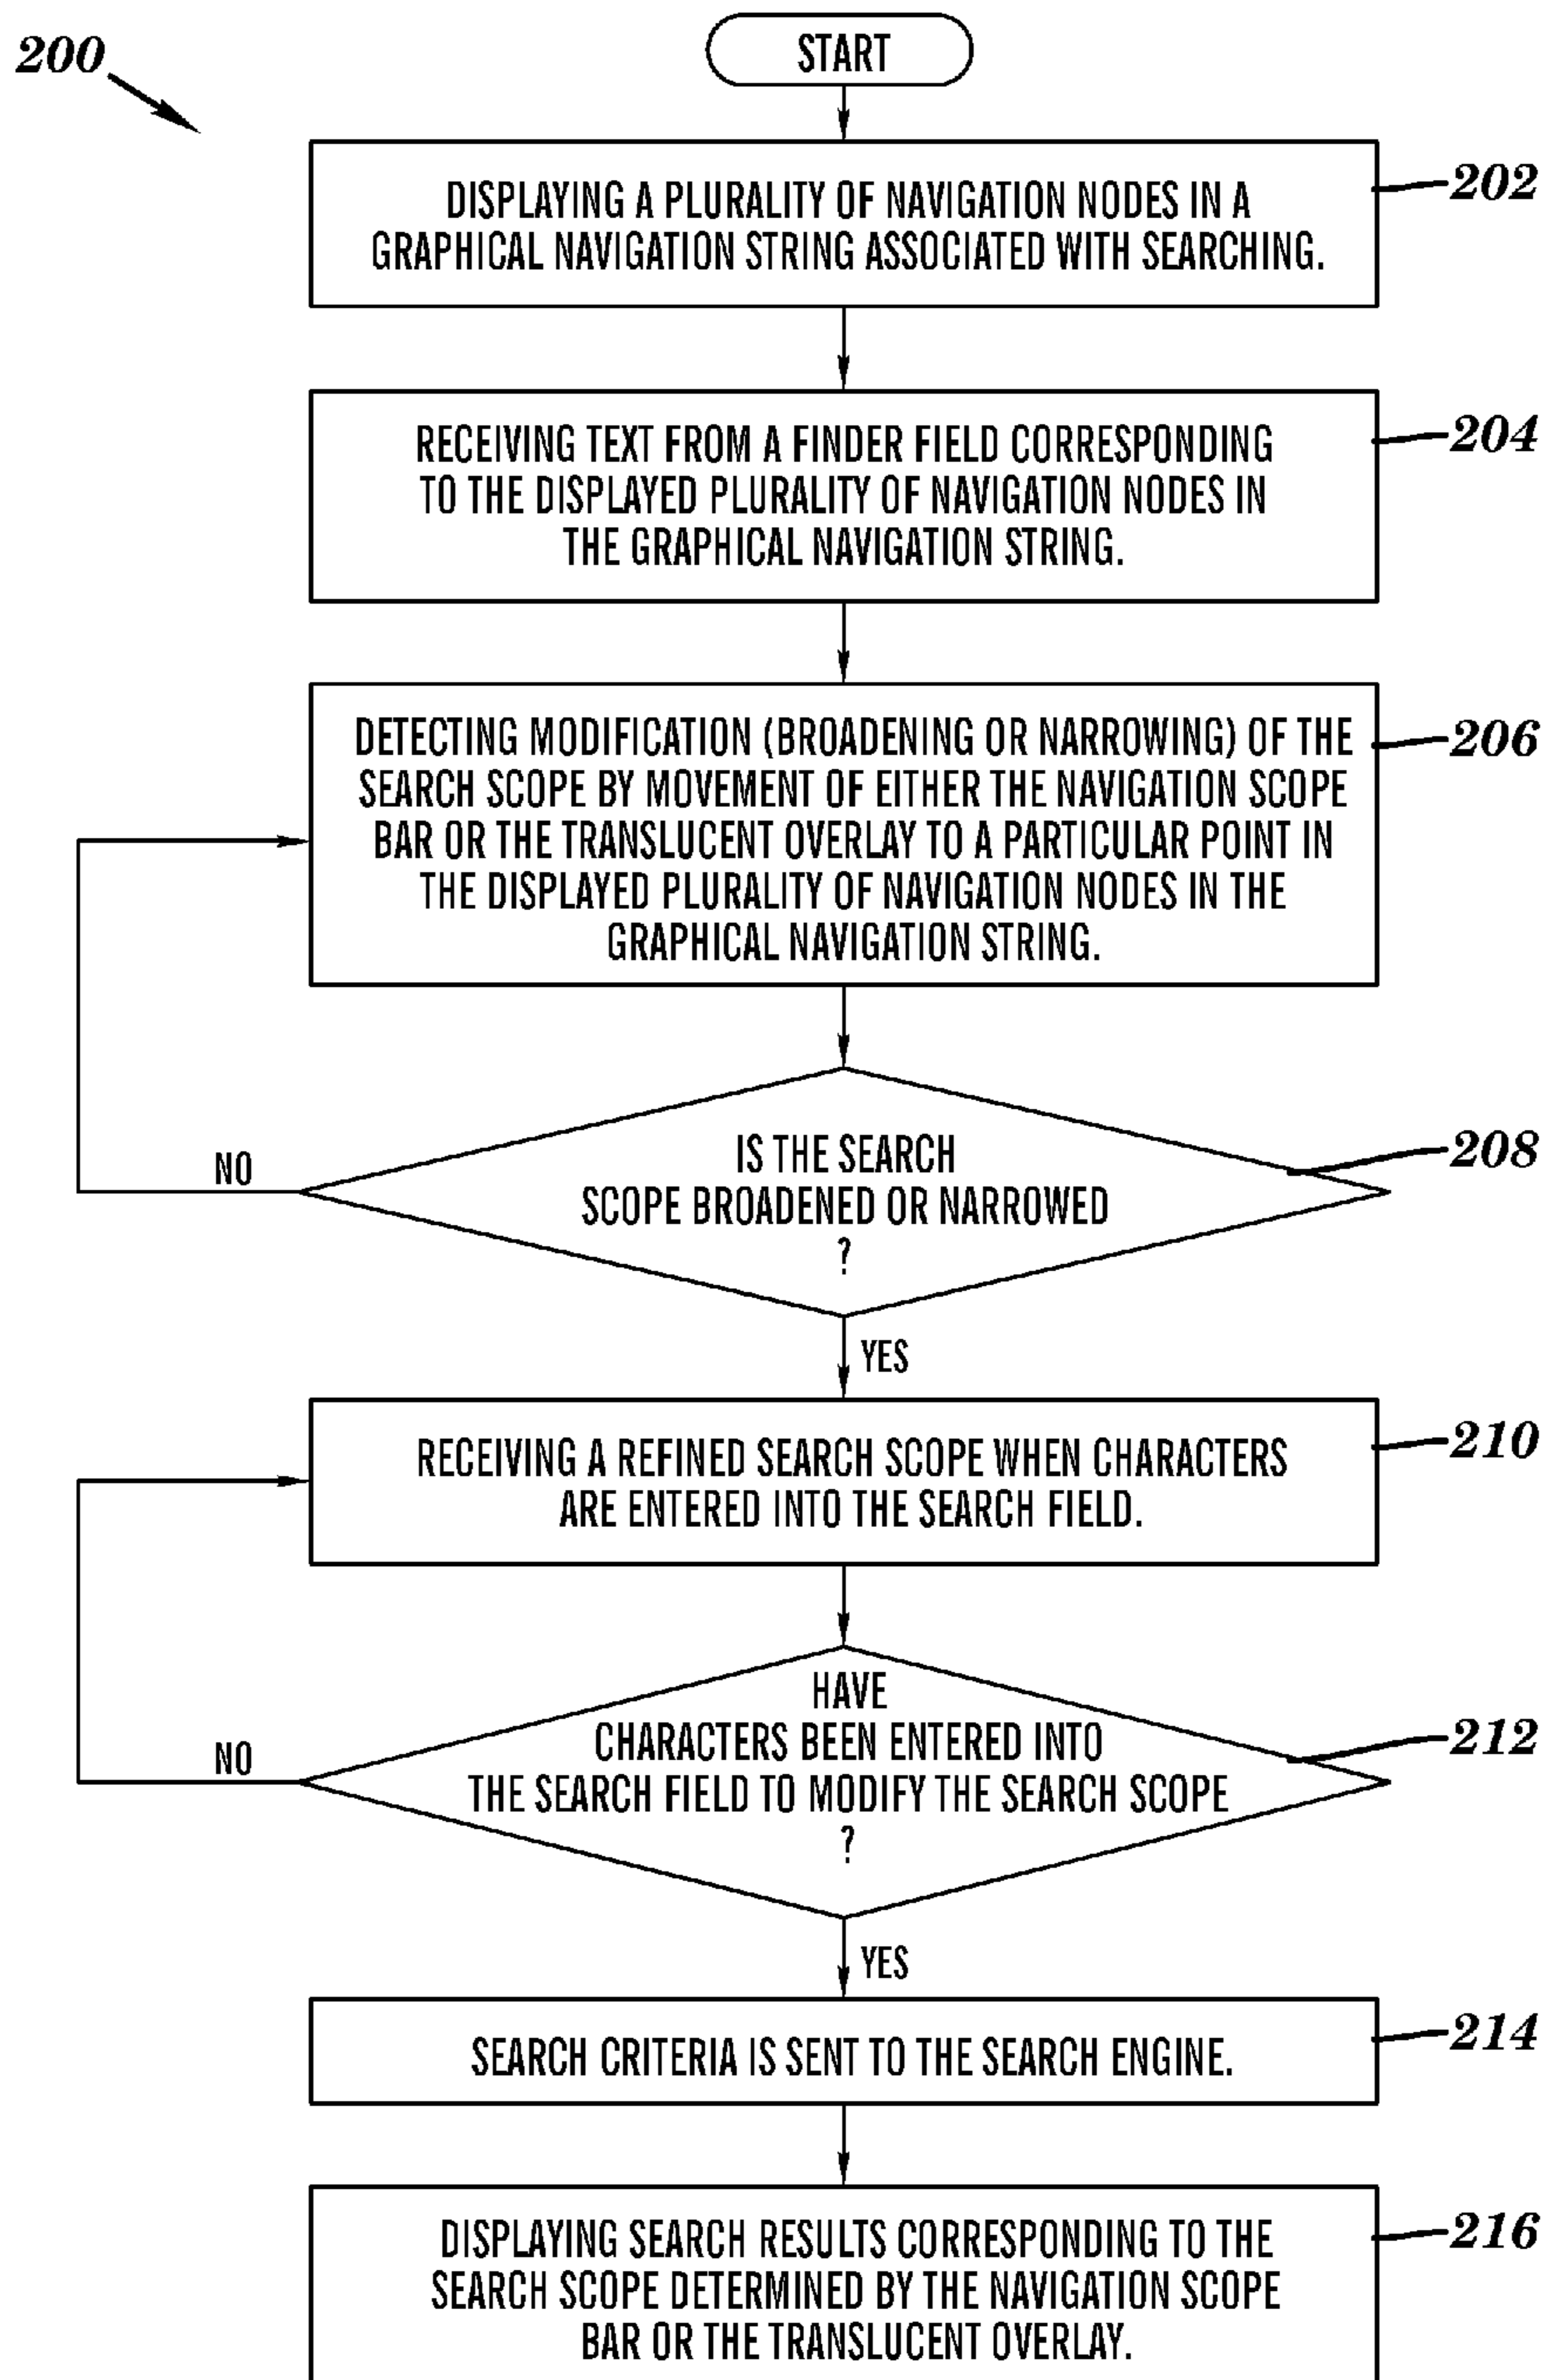 200
START
202
DISPLAYING A PLURALITY OF NAVIGATION NODES IN A
GRAPHICAL NAVIGATION STRING ASSOCIATED WITH SEARCHING.
204
RECEIVING TEXT FROM A FINDER FIELD CORRESPONDING
TO THE DISPLAYED PLURALITY OF NAVIGATION NODES IN
THE GRAPHICAL NAVIGATION STRING.
206
DETECTING MODIFICATION (BROADENING OR NARROWING) OF THE
SEARCH SCOPE BY MOVEMENT OF EITHER THE NAVIGATION SCOPE
BAR OR THE TRANSLUCENT OVERLAY TO A PARTICULAR POINT IN
THE DISPLAYED PLURALITY OF NAVIGATION NODES IN THE
GRAPHICAL NAVIGATION STRING.
208
IS THE SEARCH
SCOPE BROADENED OR NARROWED
?
NO
YES
210
RECEIVING A REFINED SEARCH SCOPE WHEN CHARACTERS
ARE ENTERED INTO THE SEARCH FIELD.
212
HAVE
CHARACTERS BEEN ENTERED INTO
THE SEARCH FIELD TO MODIFY THE SEARCH SCOPE
?
NO
YES
214
SEARCH CRITERIA IS SENT TO THE SEARCH ENGINE.
216
DISPLAYING SEARCH RESULTS CORRESPONDING TO THE
SEARCH SCOPE DETERMINED BY THE NAVIGATION SCOPE
BAR OR THE TRANSLUCENT OVERLAY.